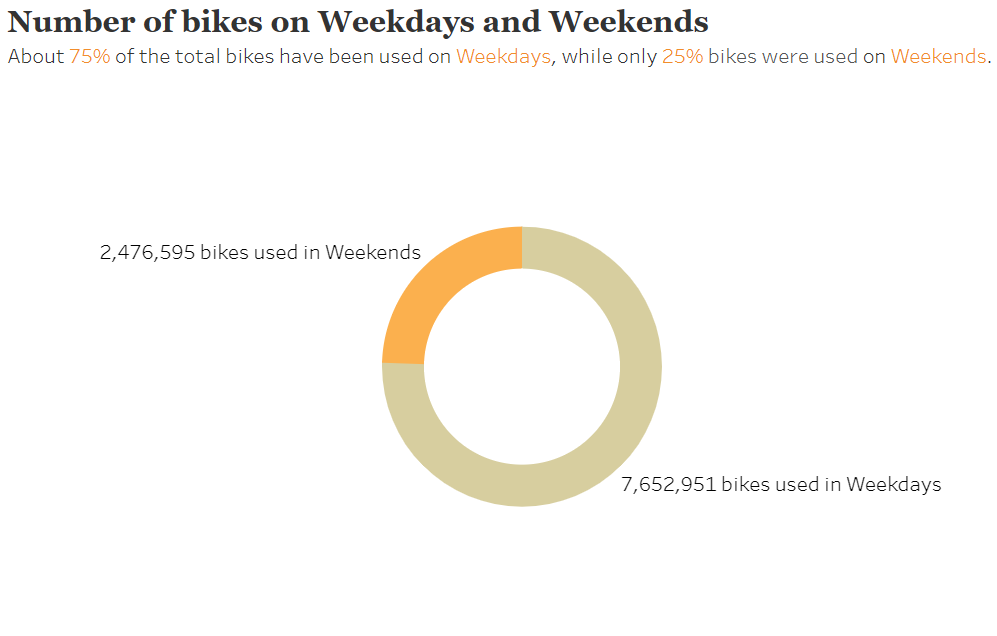 Number of bikes on Weekdays and Weekends
About 75% of the total bikes have been used on Weekdays, while only 25% bikes were used on Weekends.
2,476,595 bikes used in Weekends
7,652,951 bikes used in Weekdays